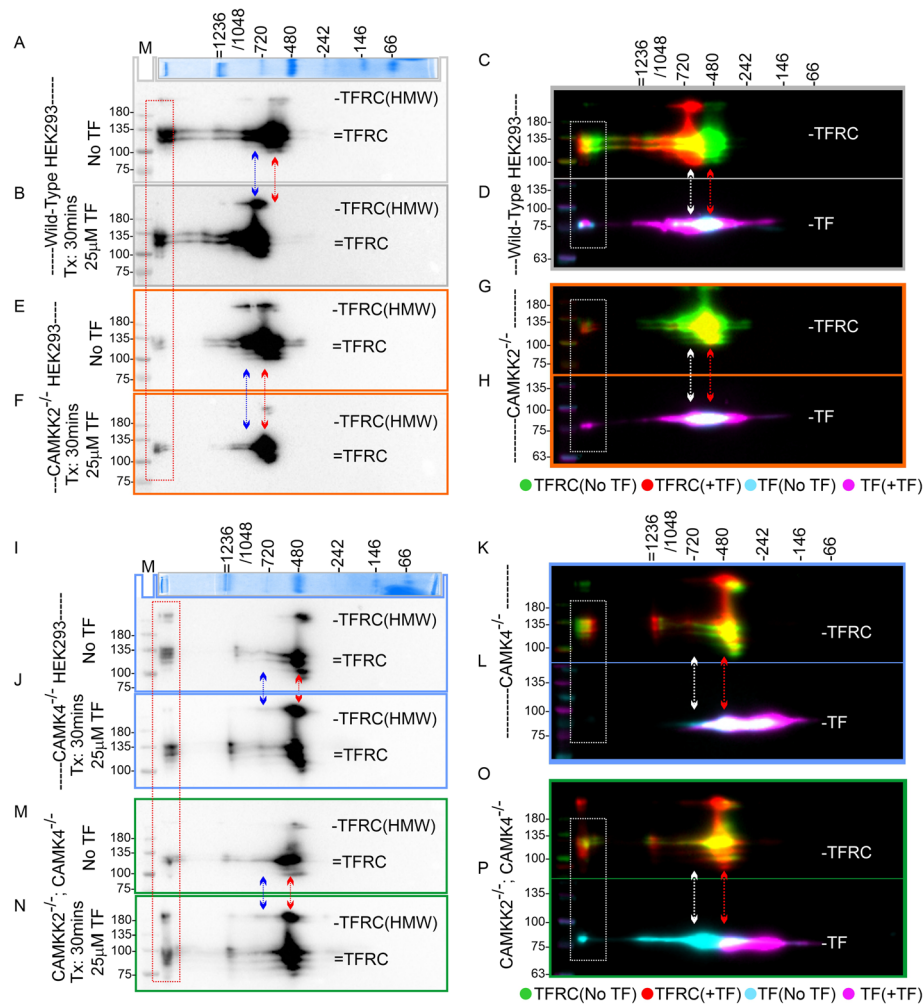 A
M
=1236
/1048
-720
-480
-242
-146
-66
-----Wild-Type HEK293----
No TF
180-
135-
100-
75-
-TFRC(HMW)
=TFRC
B
Tx: 30mins
25µM TF
180-
135-
100-
75-
-TFRC(HMW)
=TFRC
E
---CAMKK2-/- HEK293----
No TF
180-
135-
100-
75-
-TFRC(HMW)
=TFRC
F
Tx: 30mins
25µM TF
180-
135-
100-
75-
-TFRC(HMW)
=TFRC
C
=1236
/1048
-720
-480
-242
-146
-66
---Wild-Type HEK293---
180-
135-
100-
-TFRC
D
135-
100-
75-
63-
-TF
G
---------CAMKK2-/-------
180-
135-
100-
-TFRC
H
135-
100-
75-
63-
-TF
TFRC(No TF) TFRC(+TF) TF(No TF) TF(+TF)
I
M
=1236
/1048
-720
-480
-242
-146
-66
-----CAMK4-/- HEK293----
No TF
180-
135-
100-
75-
-TFRC(HMW)
=TFRC
J
Tx: 30mins
25µM TF
180-
135-
100-
-TFRC(HMW)
=TFRC
M
CAMKK2-/-; CAMK4-/-
No TF
180-
135-
100-
75-
-TFRC(HMW)
=TFRC
N
Tx: 30mins
25µM TF
180-
135-
100-
75-
-TFRC(HMW)
=TFRC
K
=1236
/1048
-720
-480
-242
-146
-66
---------CAMK4-/- ---------
180-
135-
100-
-TFRC
L
100-
75-
-TF
O
CAMKK2-/-; CAMK4-/-
180-
135-
100-
-TFRC
P
135-
100-
75-
63-
-TF
TFRC(No TF) TFRC(+TF) TF(No TF) TF(+TF)